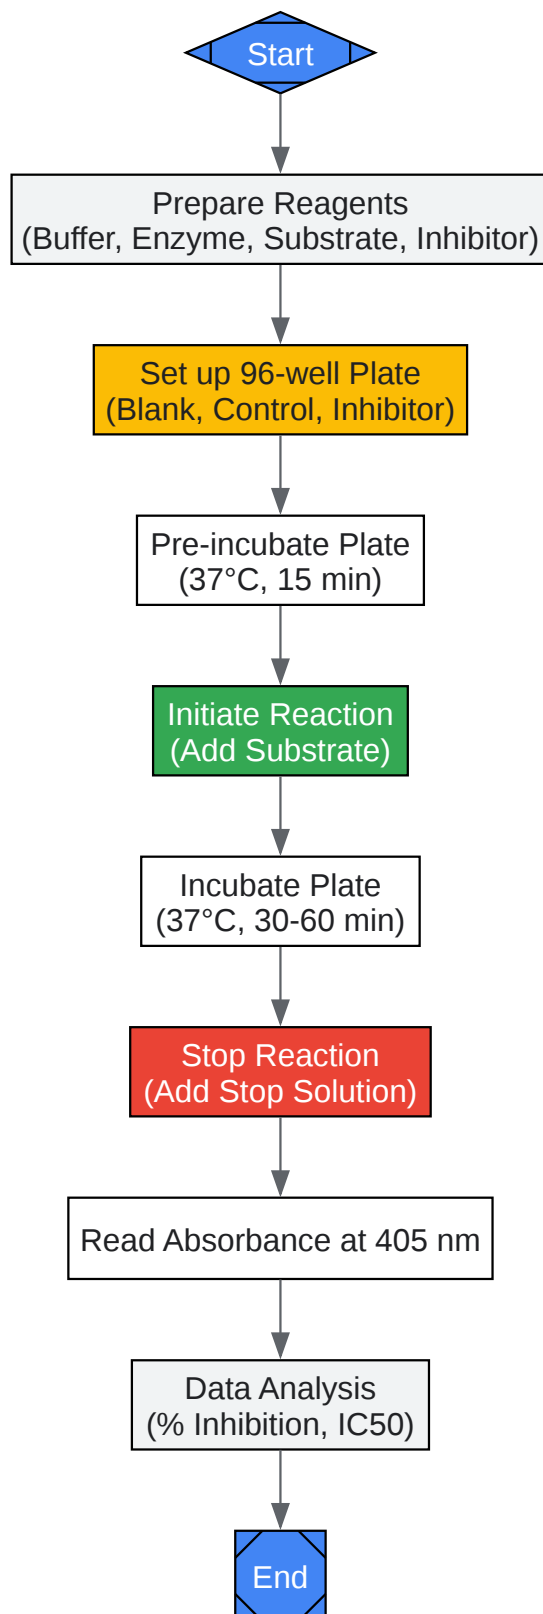 Start
Prepare Reagents
(Buffer, Enzyme, Substrate, Inhibitor)
Set up 96-well Plate
(Blank, Control, Inhibitor)
Pre-incubate Plate
(37°C, 15 min)
Initiate Reaction
(Add Substrate)
Incubate Plate
(37°C, 30-60 min)
Stop Reaction
(Add Stop Solution)
Read Absorbance at 405 nm
Data Analysis
(% Inhibition, IC50)
End